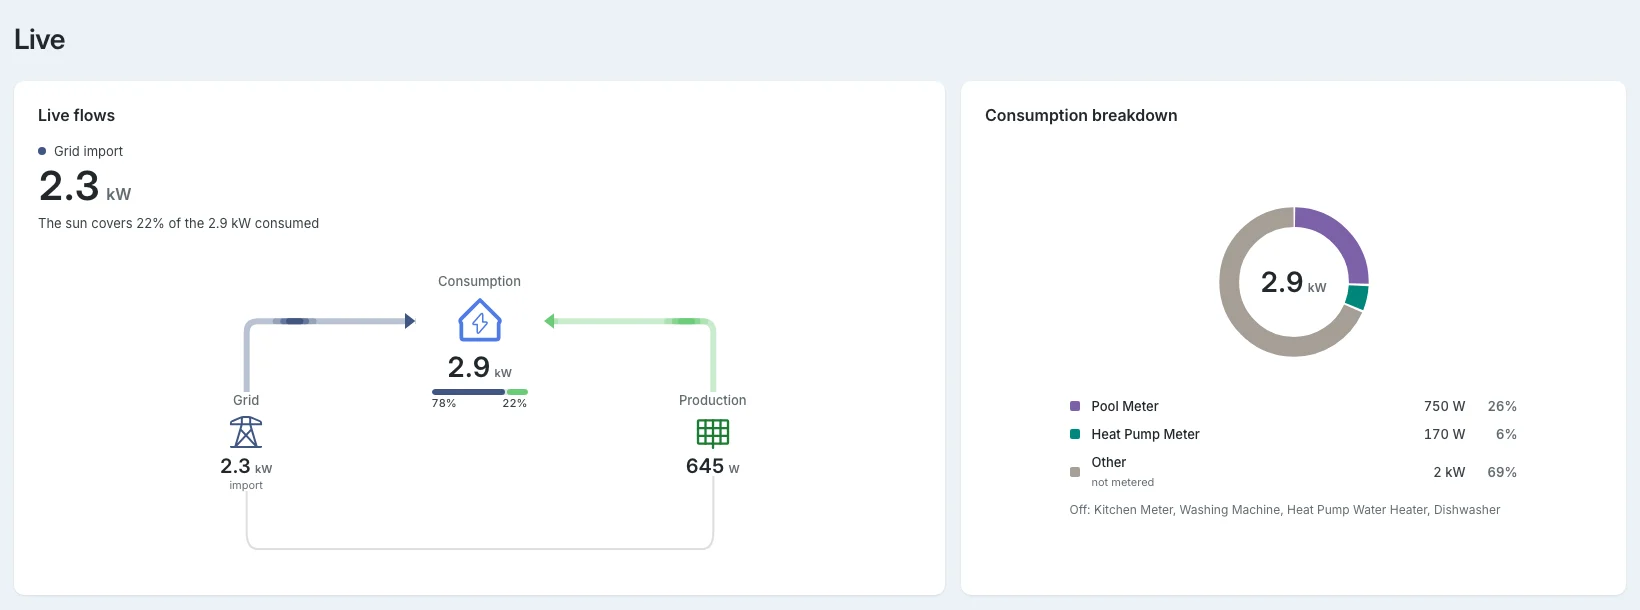 Live
Live flows
Grid import
2.3 kW
The sun covers 22% of the 2.9 kW consumed
Consumption
2.9 kW
78% 22%
Grid
2.3 kW
import
Production
645 W
Consumption breakdown
2.9 kW
Pool Meter 750 W 26%
Heat Pump Meter 170 W 6%
Other 2 kW 69%
not metered
Off: Kitchen Meter, Washing Machine, Heat Pump Water Heater, Dishwasher